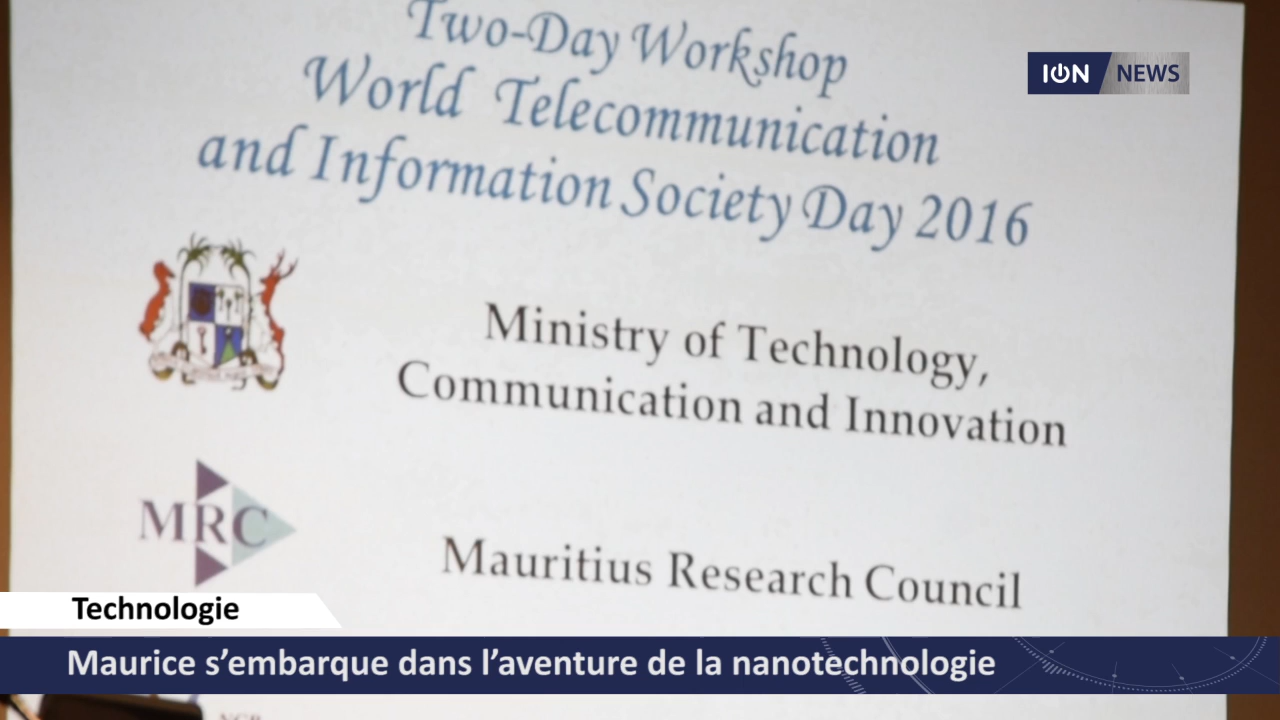 Two-Day Workshop
World Telecommunication
and Information Society Day 2016
ION NEWS
Ministry of Technology,
Communication and Innovation
MRC
Mauritius Research Council
Technologie
Maurice s’embarque dans l’aventure de la nanotechnologie